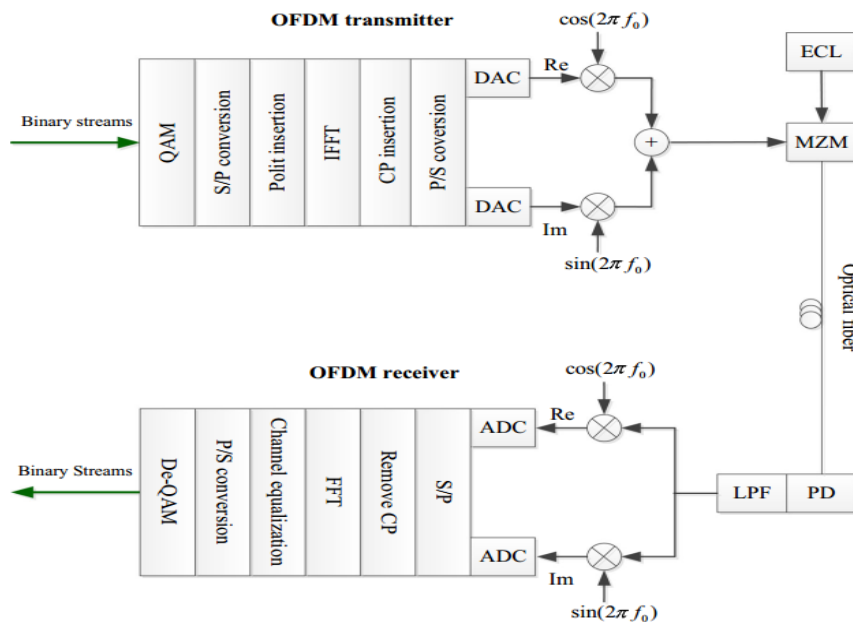 OFDM transmitter
cos(2π f₀)
ECL
Binary streams
QAM
S/P conversion
Polit insertion
IFFT
CP insertion
P/S coversion
DAC
Re
+
MZM
DAC
Im
sin(2π f₀)
Optical fiber
OFDM receiver
cos(2π f₀)
Binary Streams
De-QAM
P/S conversion
Channel equalization
FFT
Remove CP
S/P
ADC
Re
LPF
PD
ADC
Im
sin(2π f₀)